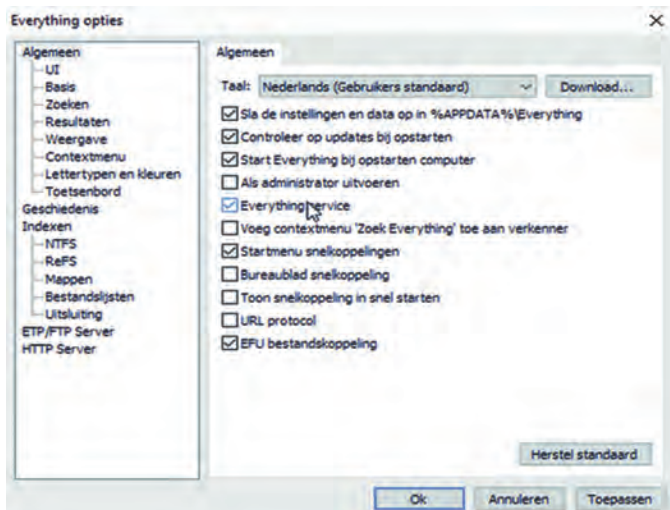 Everything opties
Algemeen
UI
Basis
Zoeken
Resultaten
Weergave
Contextmenu
Lettertypen en kleuren
Toetsenbord
Geschiedenis
Indexen
NTFS
ReFS
Mappen
Bestandslijsten
Uitsluiting
ETP/FTP Server
HTTP Server
Algemeen
Taal: Nederlands (Gebruikers standaard) Download...
Sla de instellingen en data op in %APPDATA%\Everything
Controleer op updates bij opstarten
Start Everything bij opstarten computer
Als administrator uitvoeren
Everything service
Voeg contextmenu 'Zoek Everything' toe aan verkenner
Startmenu snelkoppelingen
Bureaublad snelkoppeling
Toon snelkoppeling in snel starten
URL protocol
EFU bestandskoppeling
Herstel standaard
Ok Annuleren Toepassen